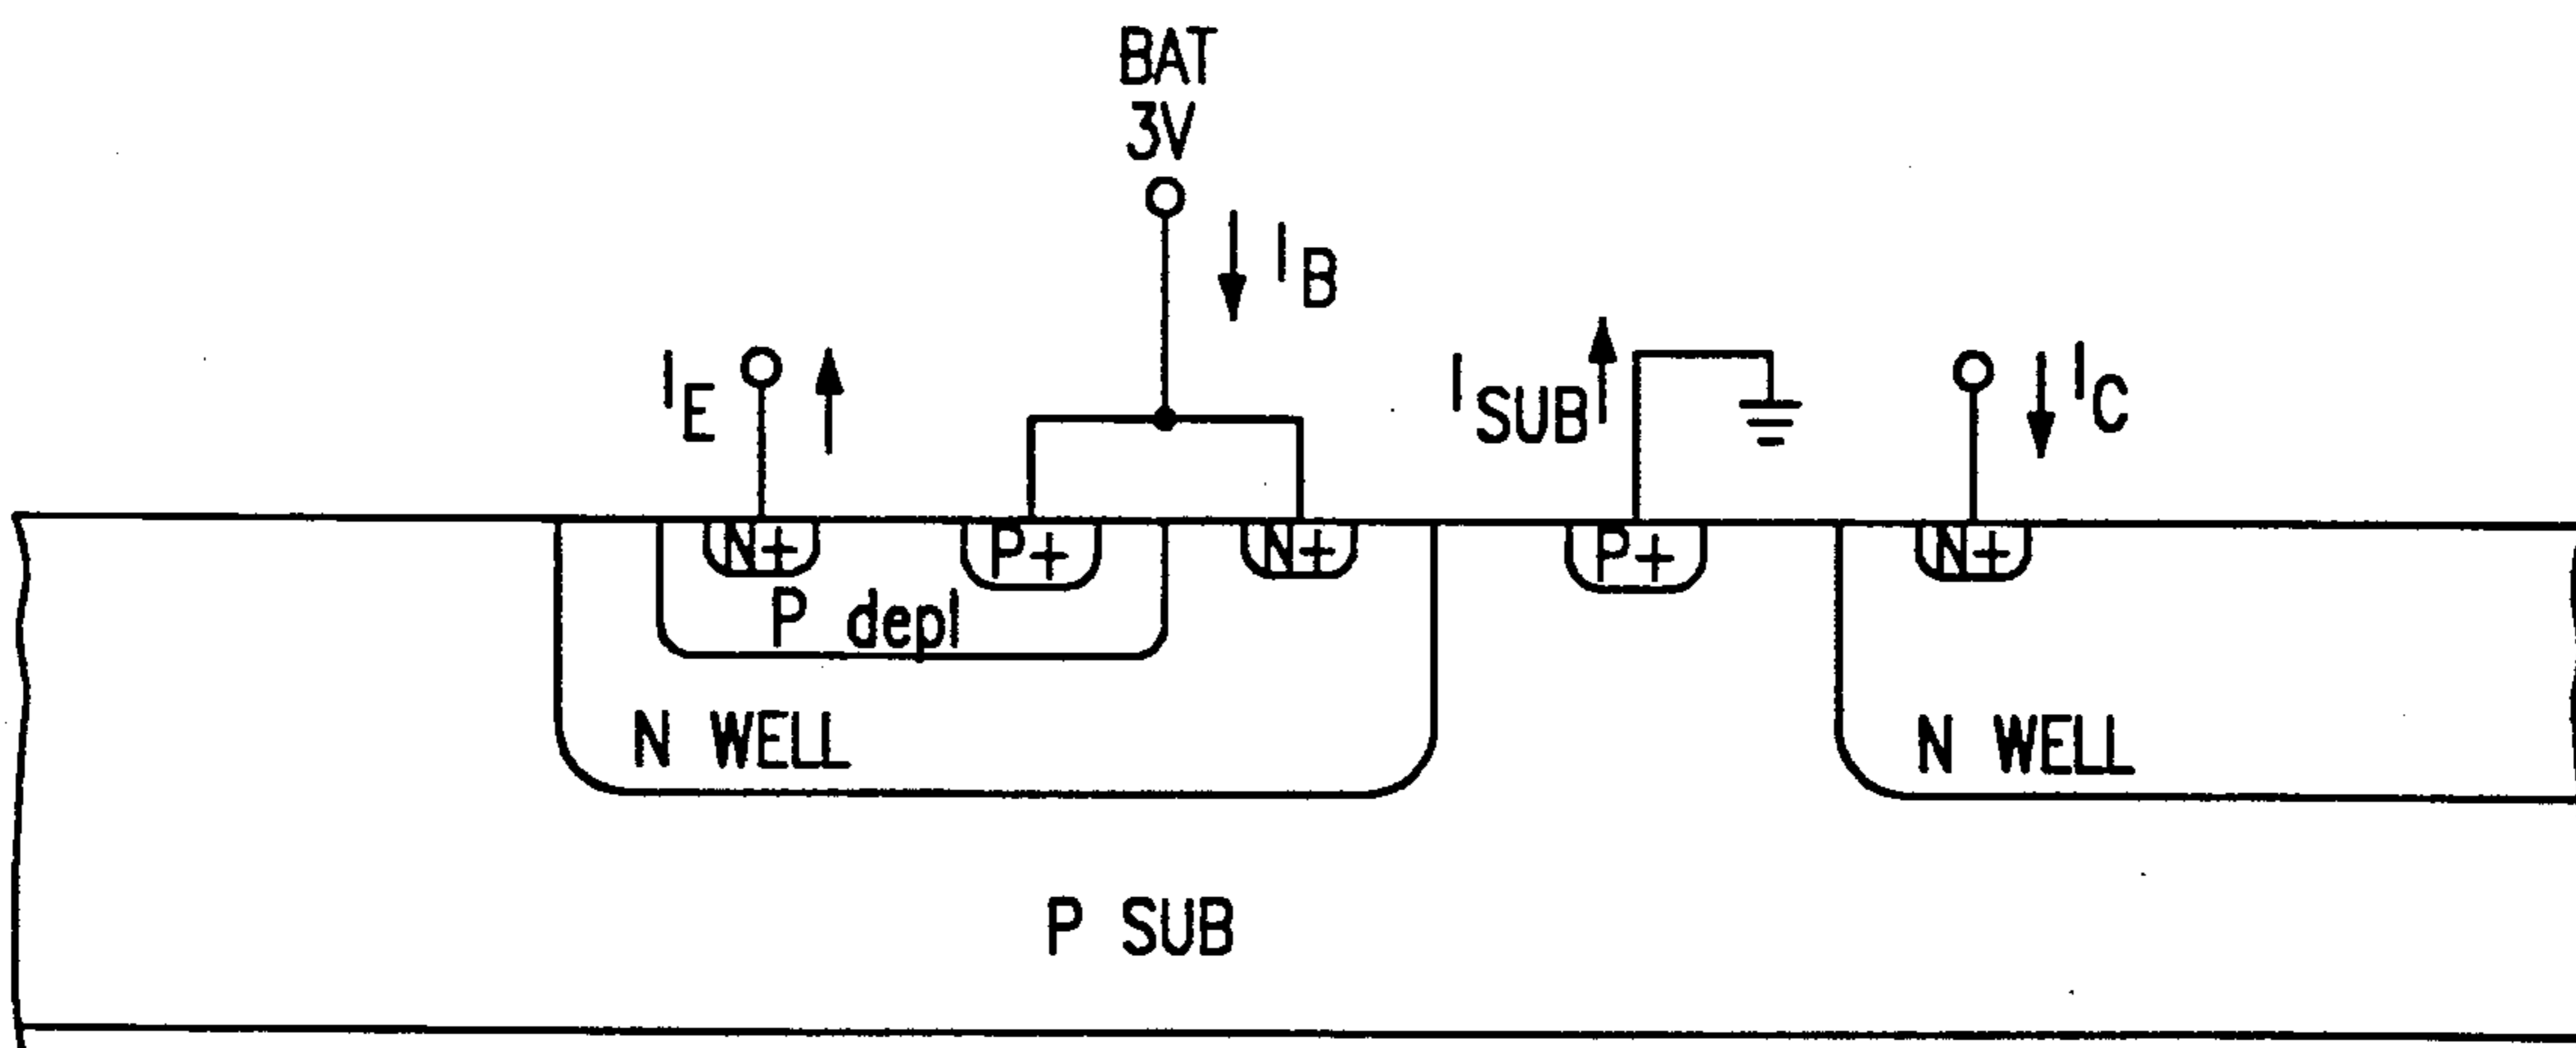 BAT
3V
I_B
I_E
I_SUB
I_C
N+
P+
N+
P+
N+
P depl
N WELL
N WELL
P SUB